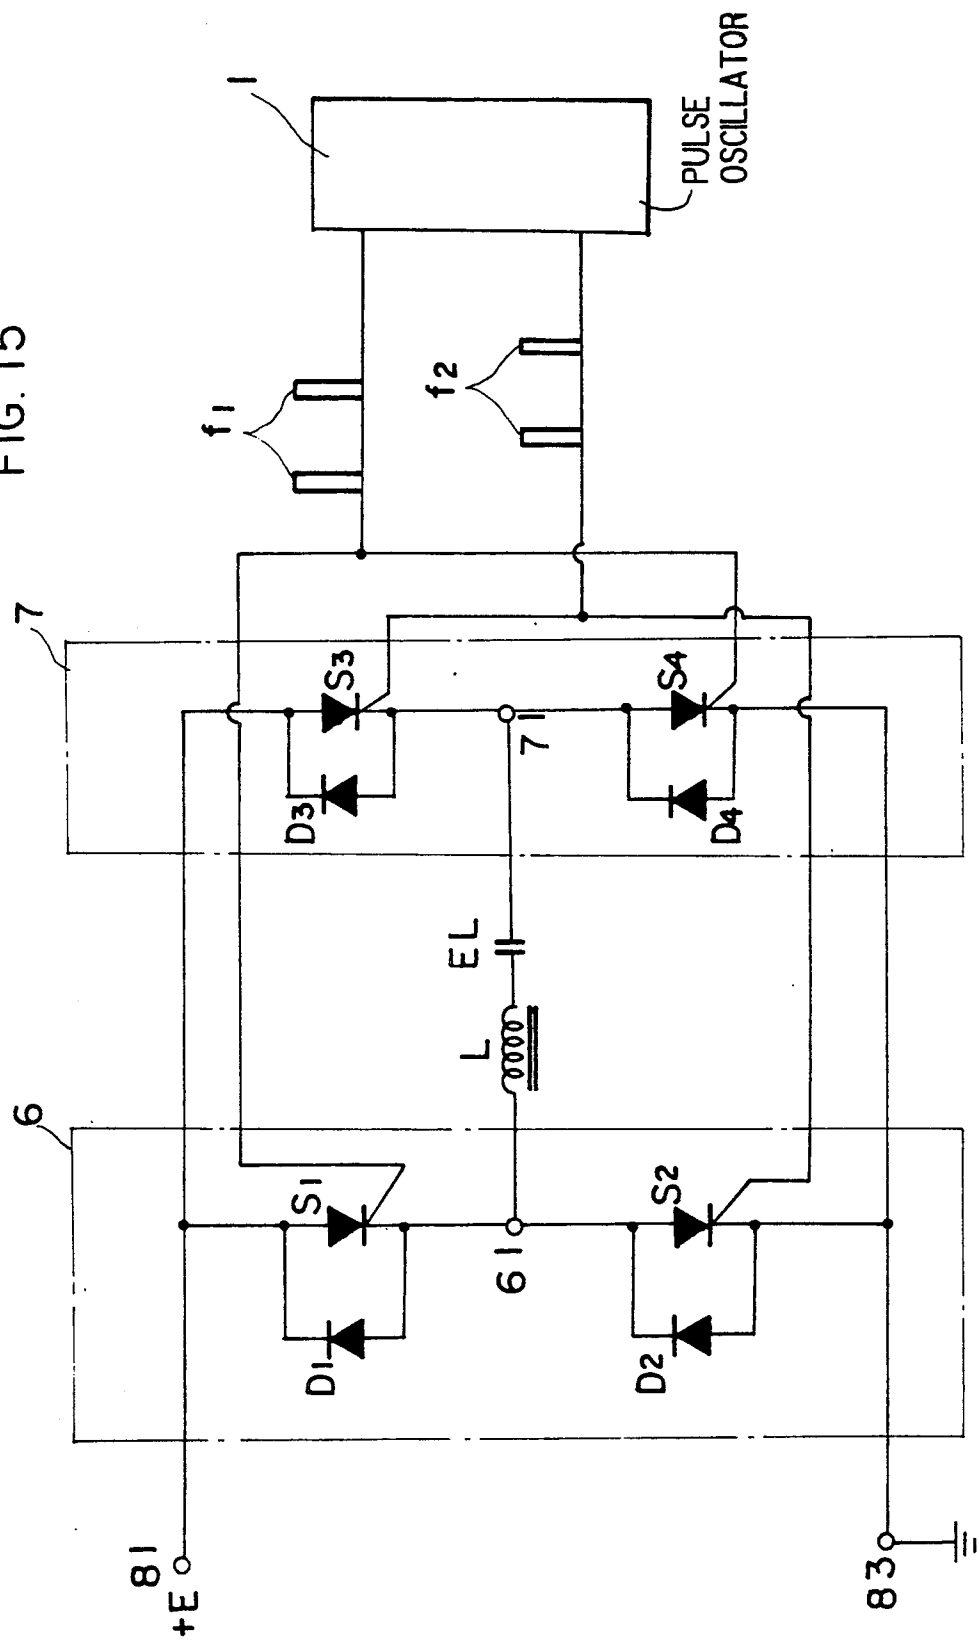 FIG. 15
1
PULSE
OSCILLATOR
f1
f2
7
S3
D3
71
S4
D4
EL
L
6
S1
D1
61
S2
D2
81
+E
83